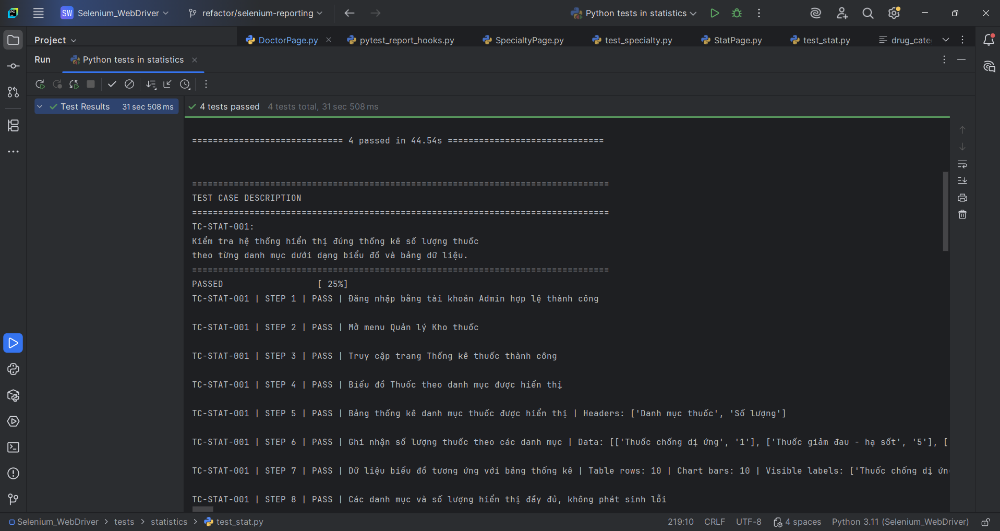 SW Selenium_WebDriver refactor/selenium-reporting Python tests in statistics
Project DoctorPage.py pytest_report_hooks.py SpecialtyPage.py test_specialty.py StatPage.py test_stat.py drug_cate
Run Python tests in statistics
Test Results 31 sec 508 ms 4 tests passed 4 tests total, 31 sec 508 ms
============================= 4 passed in 44.54s ==============================
================================================================================
TEST CASE DESCRIPTION
================================================================================
TC-STAT-001:
Kiểm tra hệ thống hiển thị đúng thống kê số lượng thuốc
theo từng danh mục dưới dạng biểu đồ và bảng dữ liệu.
================================================================================
PASSED                  [ 25%]
TC-STAT-001 | STEP 1 | PASS | Đăng nhập bằng tài khoản Admin hợp lệ thành công
TC-STAT-001 | STEP 2 | PASS | Mở menu Quản lý Kho thuốc
TC-STAT-001 | STEP 3 | PASS | Truy cập trang Thống kê thuốc thành công
TC-STAT-001 | STEP 4 | PASS | Biểu đồ Thuốc theo danh mục được hiển thị
TC-STAT-001 | STEP 5 | PASS | Bảng thống kê danh mục thuốc được hiển thị | Headers: ['Danh mục thuốc', 'Số lượng']
TC-STAT-001 | STEP 6 | PASS | Ghi nhận số lượng thuốc theo các danh mục | Data: [['Thuốc chống dị ứng', '1'], ['Thuốc giảm đau - hạ sốt', '5'], [
TC-STAT-001 | STEP 7 | PASS | Dữ liệu biểu đồ tương ứng với bảng thống kê | Table rows: 10 | Chart bars: 10 | Visible labels: ['Thuốc chống dị ứn
TC-STAT-001 | STEP 8 | PASS | Các danh mục và số lượng hiển thị đầy đủ, không phát sinh lỗi
Selenium_WebDriver > tests > statistics > test_stat.py 219:10 CRLF UTF-8 4 spaces Python 3.11 (Selenium_WebDriver)